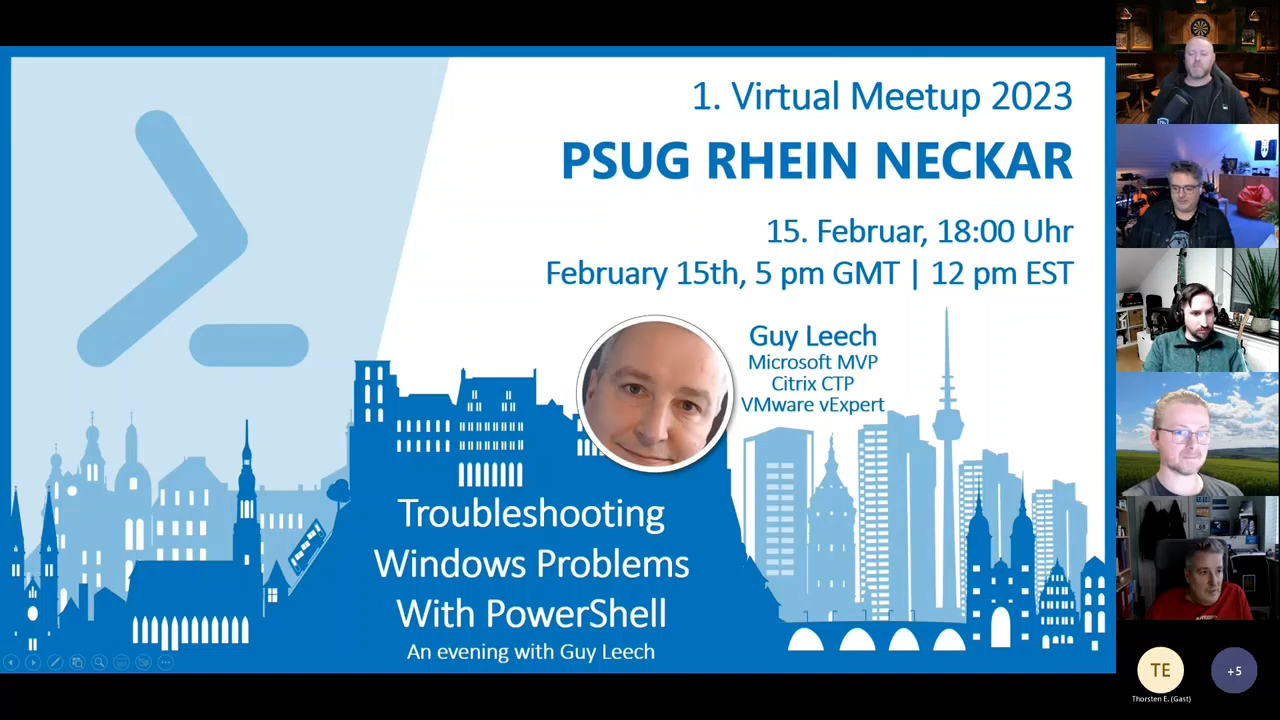 1. Virtual Meetup 2023
PSUG RHEIN NECKAR
15. Februar, 18:00 Uhr
February 15th, 5 pm GMT | 12 pm EST
Guy Leech
Microsoft MVP
Citrix CTP
VMware vExpert
Troubleshooting
Windows Problems
With PowerShell
An evening with Guy Leech
TE
+5
Thorsten E. (Gast)